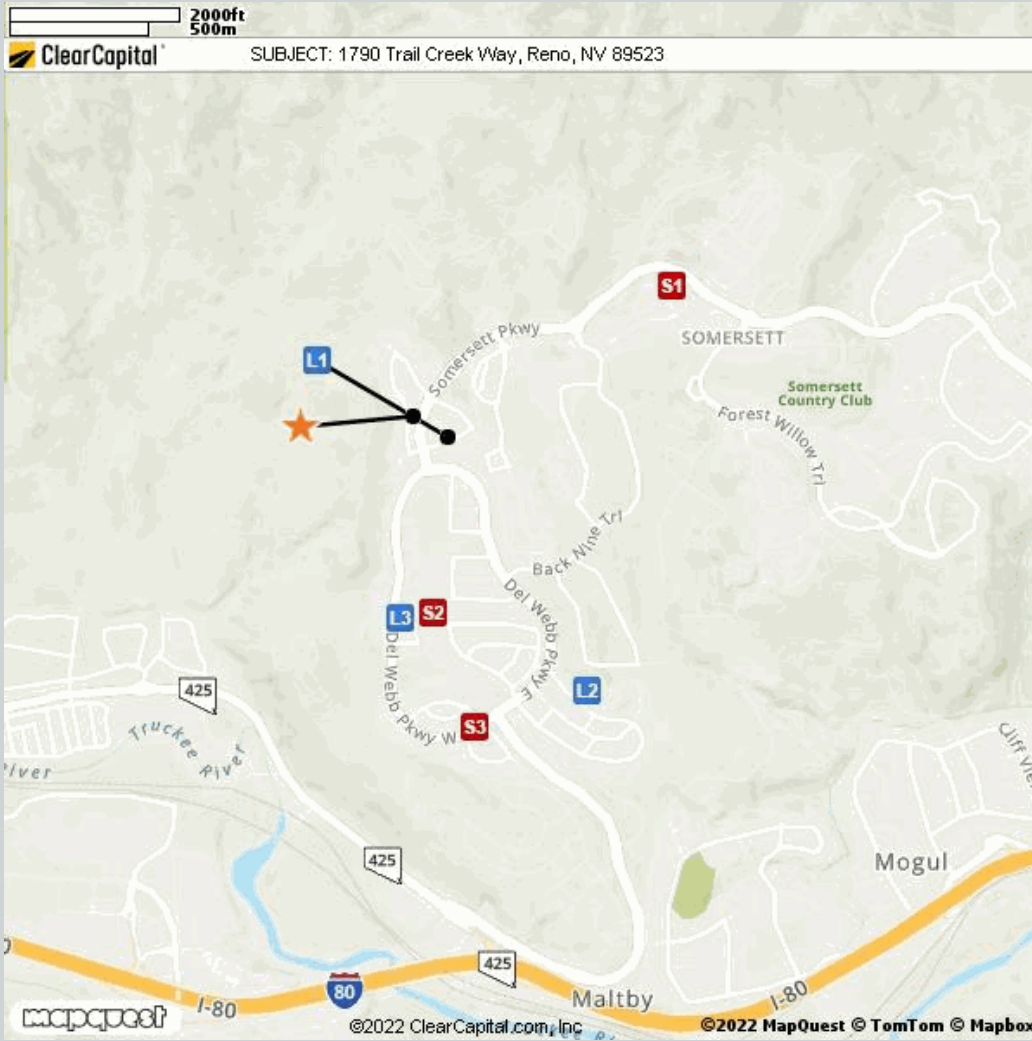 2000ft
500m
ClearCapital
SUBJECT: 1790 Trail Creek Way, Reno, NV 89523
S1
Somersett Pkwy
SOMERSETT
L1
Somersett
Country Club
Forest Willow Trl
Back Nine Trl
Del Webb Pkwy E
L3
S2
Del Webb Pkwy W
L2
425
S3
Truckee River
River
Cliff Vie
425
Mogul
425
I-80
80
Maltby
I-80
mapquest
©2022 ClearCapital.com, Inc
©2022 MapQuest © TomTom © Mapbox